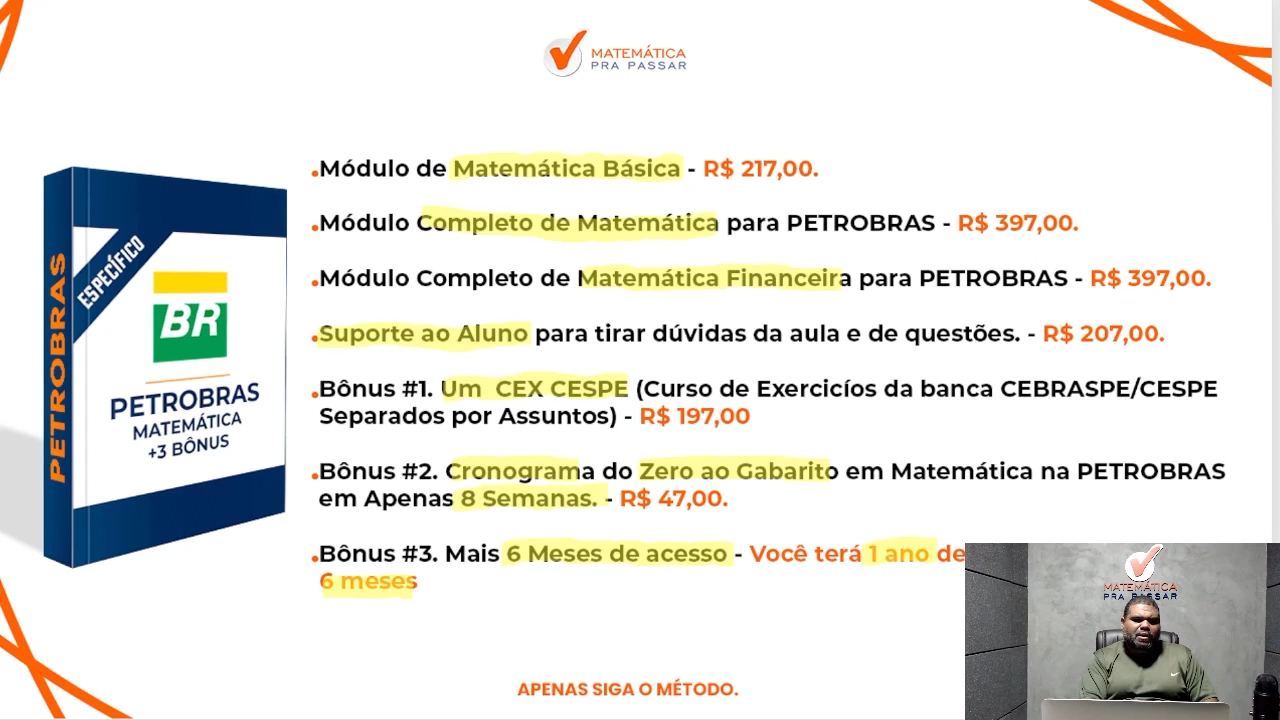 MATEMÁTICA
PRA PASSAR
Módulo de Matemática Básica - R$ 217,00.
Módulo Completo de Matemática para PETROBRAS - R$ 397,00.
Módulo Completo de Matemática Financeira para PETROBRAS - R$ 397,00.
Suporte ao Aluno para tirar dúvidas da aula e de questões. - R$ 207,00.
Bônus #1. Um CEX CESPE (Curso de Exercicíos da banca CEBRASPE/CESPE
Separados por Assuntos) - R$ 197,00
Bônus #2. Cronograma do Zero ao Gabarito em Matemática na PETROBRAS
em Apenas 8 Semanas. - R$ 47,00.
Bônus #3. Mais 6 Meses de acesso - Você terá 1 ano de
6 meses
PETROBRAS
ESPECÍFICO
BR
PETROBRAS
MATEMÁTICA
+3 BÔNUS
APENAS SIGA O MÉTODO.
MATEMÁTICA
PRA PASSAR